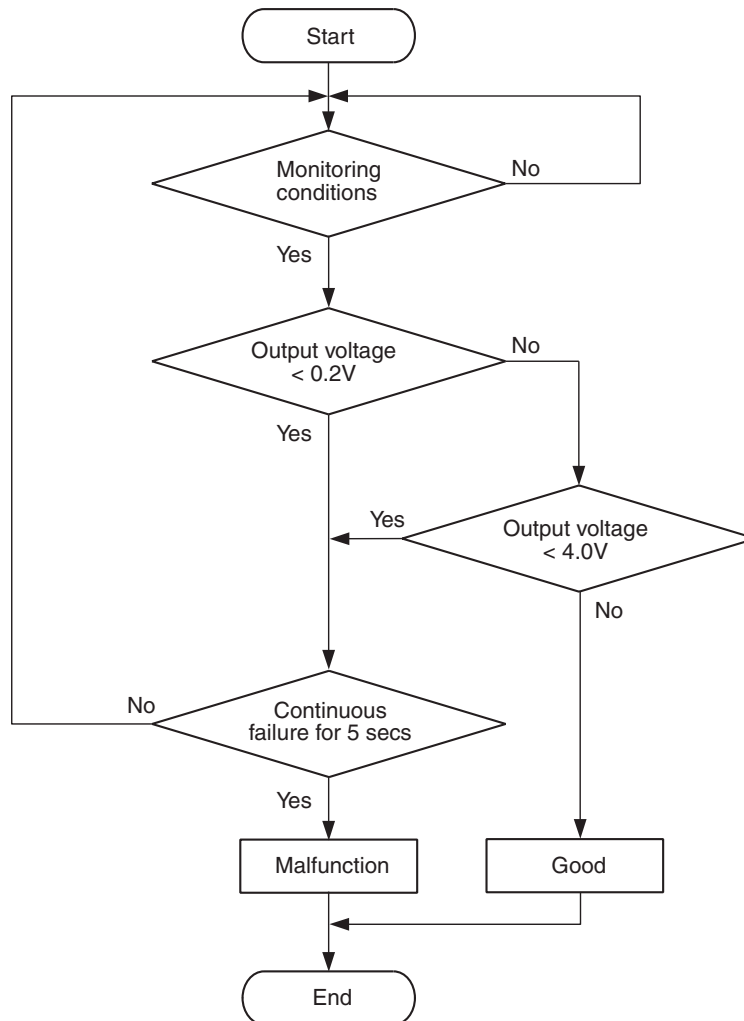 Start
Monitoring
conditions
No
Yes
Output voltage
< 0.2V
No
Yes
Yes
Output voltage
< 4.0V
No
No
Continuous
failure for 5 secs
Yes
Malfunction
Good
End